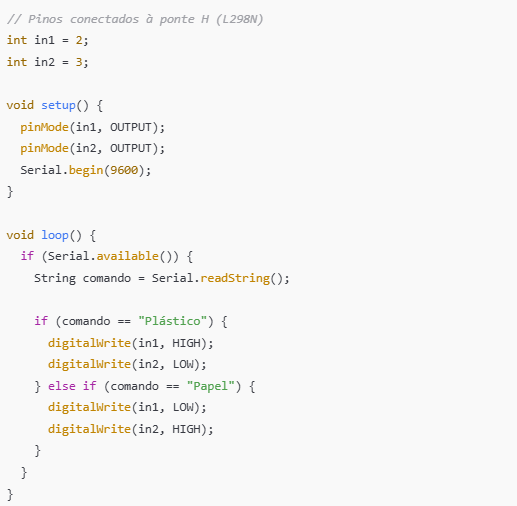 // Pinos conectados à ponte H (L298N)
int in1 = 2;
int in2 = 3;

void setup() {
  pinMode(in1, OUTPUT);
  pinMode(in2, OUTPUT);
  Serial.begin(9600);
}

void loop() {
  if (Serial.available()) {
    String comando = Serial.readString();

    if (comando == "Plástico") {
      digitalWrite(in1, HIGH);
      digitalWrite(in2, LOW);
    } else if (comando == "Papel") {
      digitalWrite(in1, LOW);
      digitalWrite(in2, HIGH);
    }
  }
}